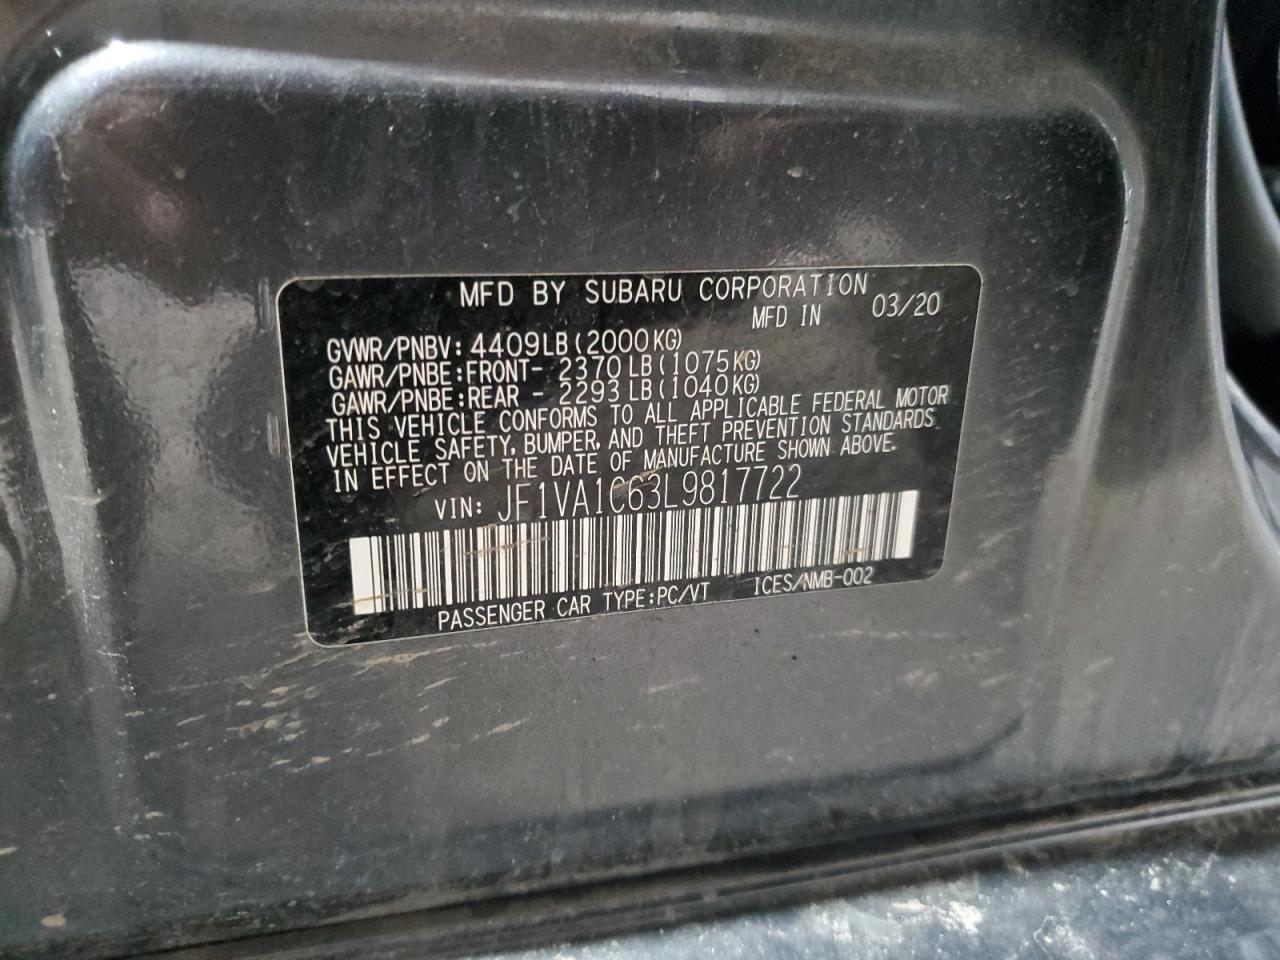 MFD BY SUBARU CORPORATION
MFD IN 03/20
GVWR/PNBV: 4409LB(2000KG)
GAWR/PNBE:FRONT- 2370LB(1075KG)
GAWR/PNBE:REAR - 2293LB(1040KG)
THIS VEHICLE CONFORMS TO ALL APPLICABLE FEDERAL MOTOR
VEHICLE SAFETY, BUMPER, AND THEFT PREVENTION STANDARDS
IN EFFECT ON THE DATE OF MANUFACTURE SHOWN ABOVE.
VIN: JF1VA1C63L9817722
PASSENGER CAR TYPE:PC/VT ICES/NMB-002